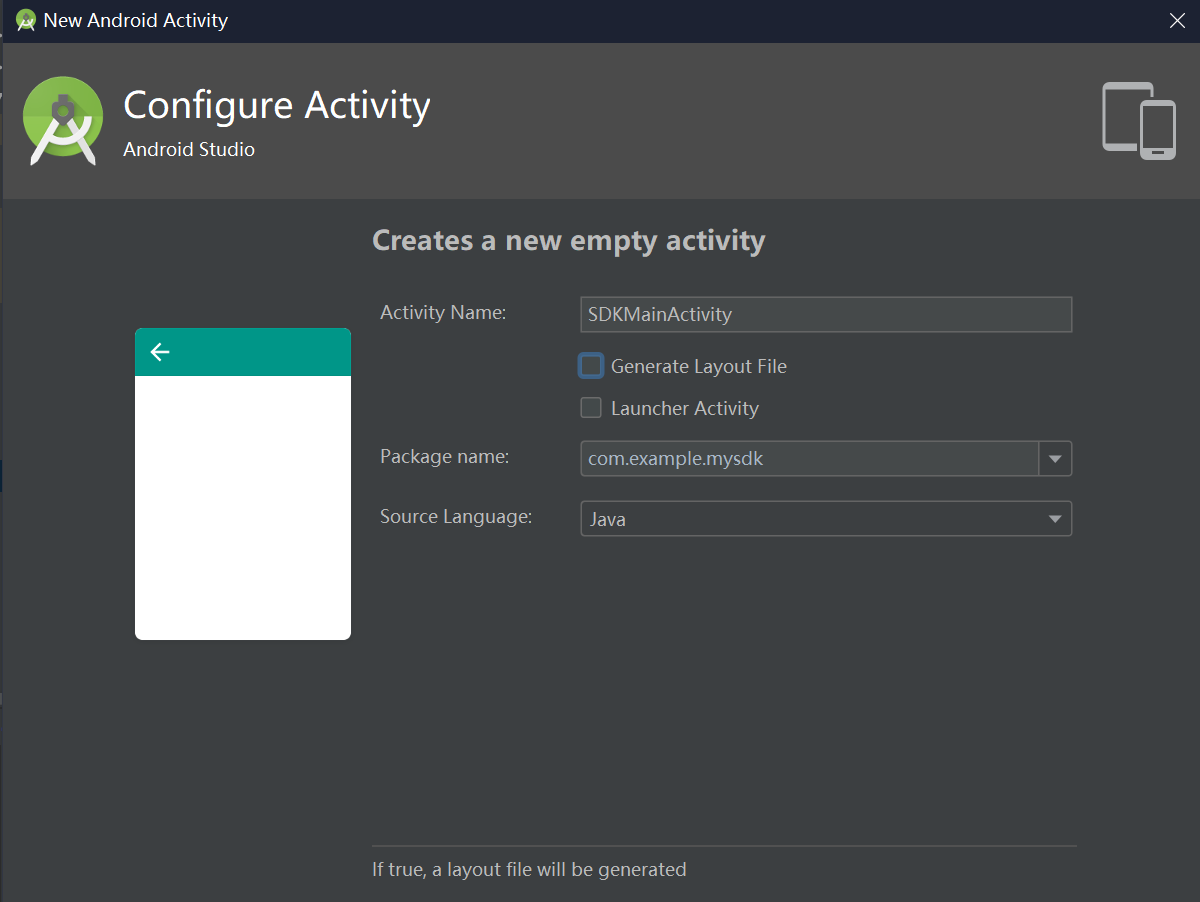 New Android Activity
Configure Activity
Android Studio
Creates a new empty activity
Activity Name:
SDKMainActivity
Generate Layout File
Launcher Activity
Package name:
com.example.mysdk
Source Language:
Java
If true, a layout file will be generated